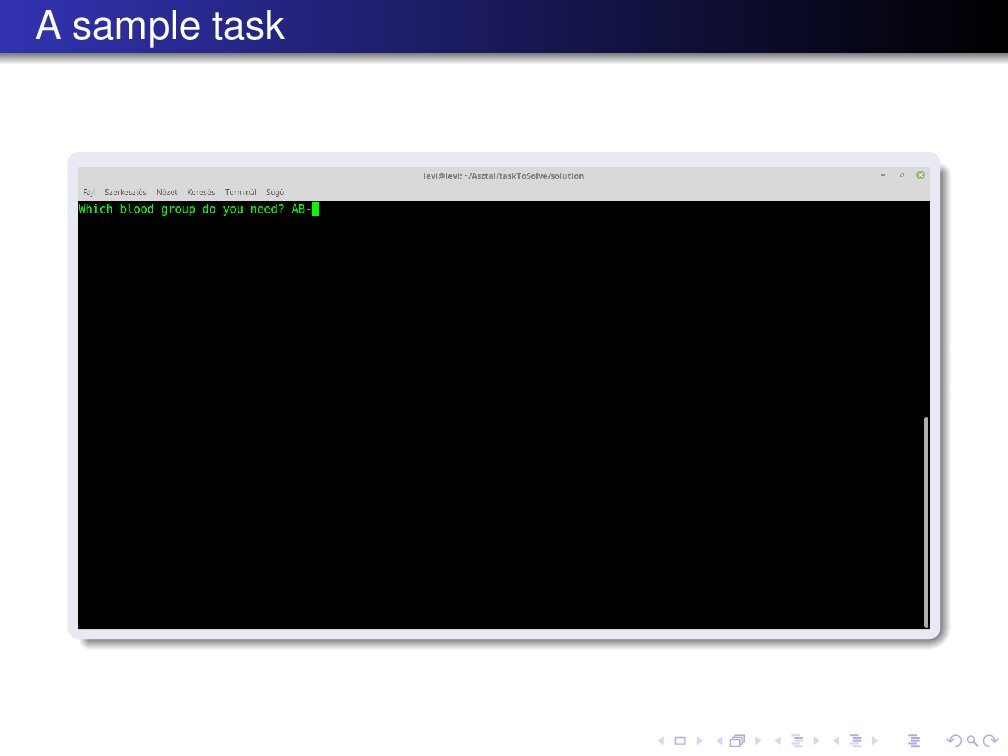 A sample task
levi@levi: ~/Asztal/taskToSolve/solution
Fájl Szerkesztés Nézet Keresés Terminál Súgó
Which blood group do you need? AB-